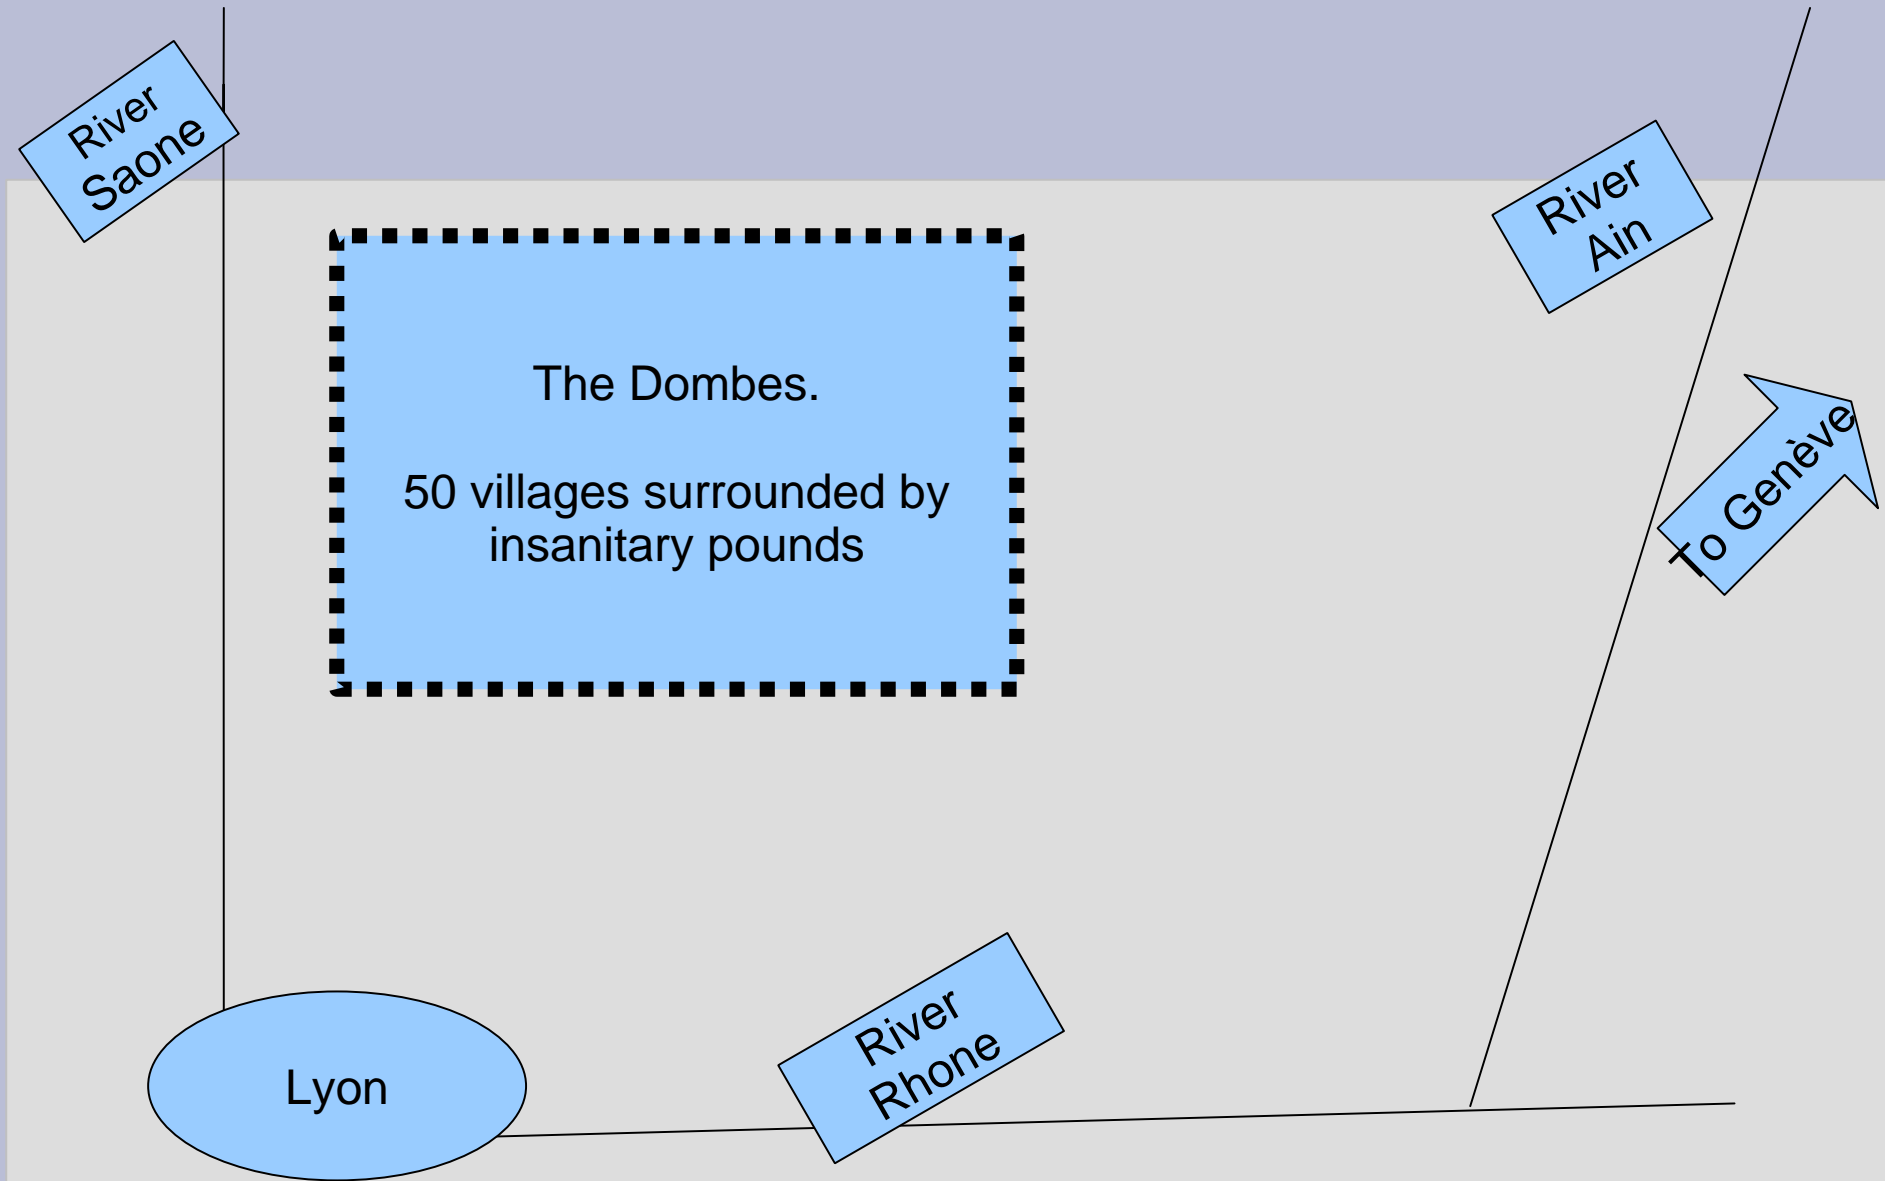 River
Saone
River
Ain
The Dombes.
50 villages surrounded by
insanitary pounds
To Genève
River
Rhone
Lyon